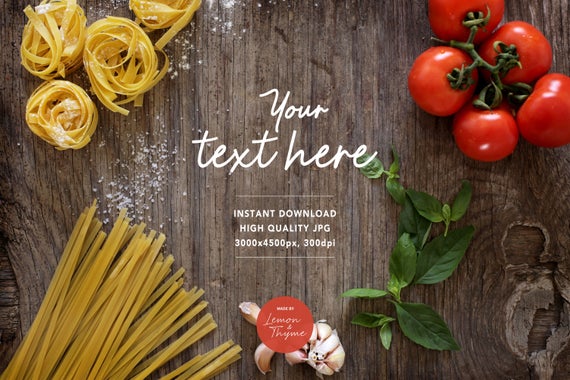 Your
text here
INSTANT DOWNLOAD
HIGH QUALITY JPG
3000x4500px, 300dpi
MADE BY
Lemon
&
Thyme